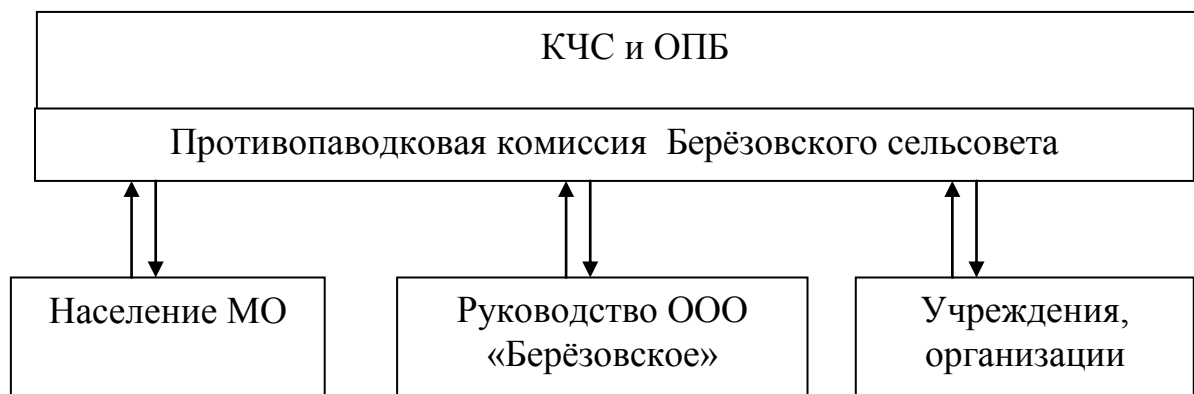 КЧС и ОПБ
Противопаводковая комиссия Берёзовского сельсовета
Население МО
Руководство ООО
«Берёзовское»
Учреждения,
организации